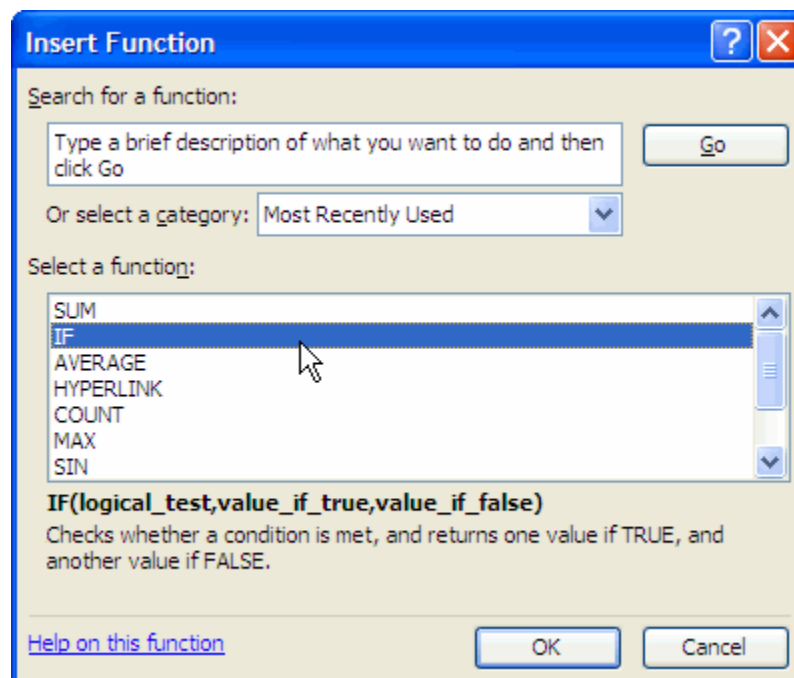 Insert Function
Search for a function:
Type a brief description of what you want to do and then
click Go
Go
Or select a category: Most Recently Used
Select a function:
SUM
IF
AVERAGE
HYPERLINK
COUNT
MAX
SIN
IF(logical_test,value_if_true,value_if_false)
Checks whether a condition is met, and returns one value if TRUE, and
another value if FALSE.
Help on this function
OK
Cancel